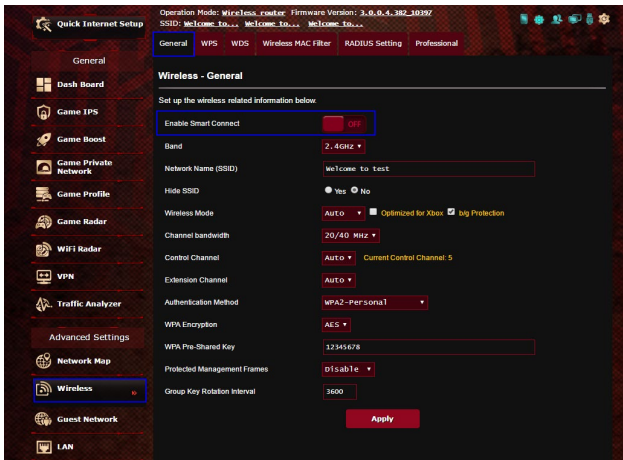 Quick Internet Setup
Operation Mode: Wireless router Firmware Version: 3.0.0.4.382_10397
SSID: Welcome to... Welcome to... Welcome to...
General WPS WDS Wireless MAC Filter RADIUS Setting Professional
General
Dash Board
Game IPS
Game Boost
Game Private
Network
Game Profile
Game Radar
WiFi Radar
VPN
Traffic Analyzer
Advanced Settings
Network Map
Wireless
Guest Network
LAN
Wireless - General
Set up the wireless related information below.
Enable Smart Connect OFF
Band 2.4GHz
Network Name (SSID) Welcome to test
Hide SSID Yes No
Wireless Mode Auto Optimized for Xbox b/g Protection
Channel bandwidth 20/40 MHz
Control Channel Auto Current Control Channel: 5
Extension Channel Auto
Authentication Method WPA2-Personal
WPA Encryption AES
WPA Pre-Shared Key 12345678
Protected Management Frames Disable
Group Key Rotation Interval 3600
Apply